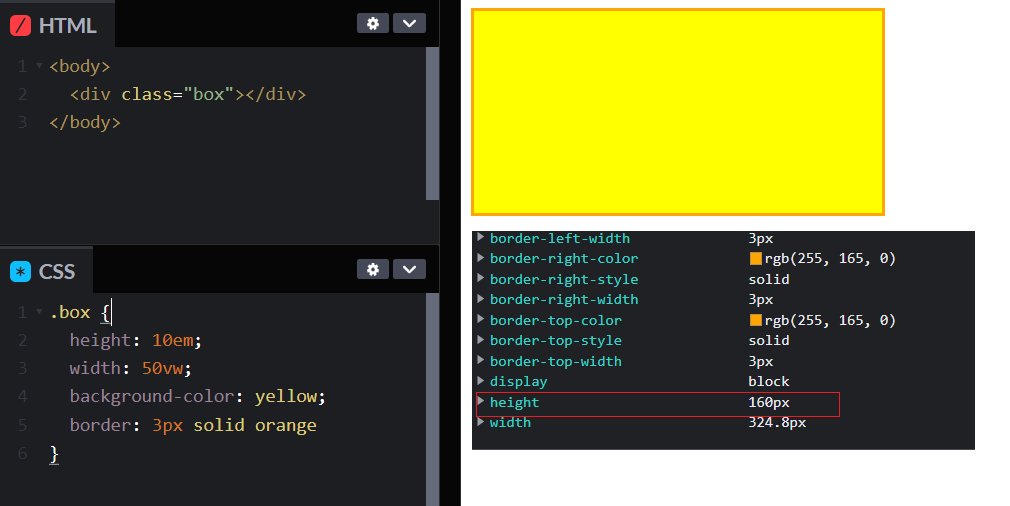 HTML
1 <body>
2 <div class="box"></div>
3 </body>
CSS
1 .box {
2 height: 10em;
3 width: 50vw;
4 background-color: yellow;
5 border: 3px solid orange
6 }
border-left-width 3px
border-right-color rgb(255, 165, 0)
border-right-style solid
border-right-width 3px
border-top-color rgb(255, 165, 0)
border-top-style solid
border-top-width 3px
display block
height 160px
width 324.8px